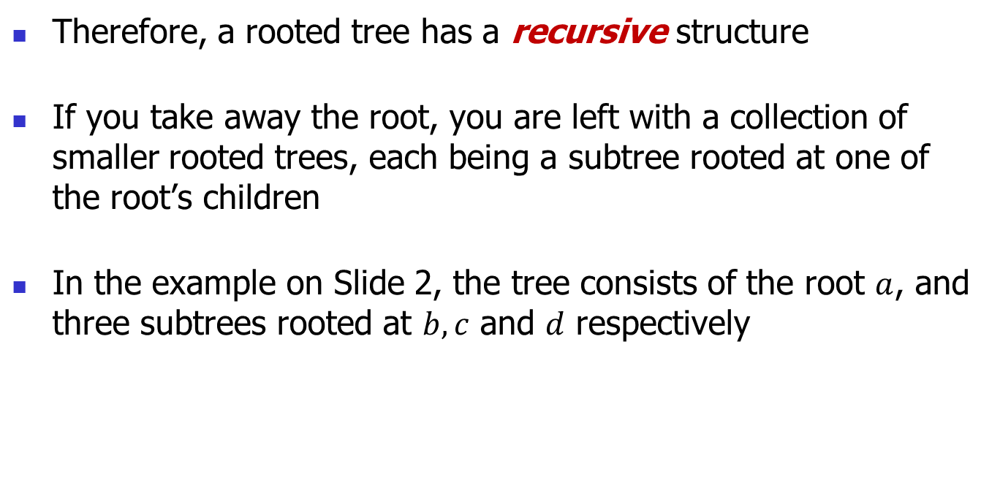 ▪ Therefore, a rooted tree has a recursive structure
▪ If you take away the root, you are left with a collection of
smaller rooted trees, each being a subtree rooted at one of
the root’s children
▪ In the example on Slide 2, the tree consists of the root 𝑎, and
three subtrees rooted at 𝑏, 𝑐 and 𝑑 respectively